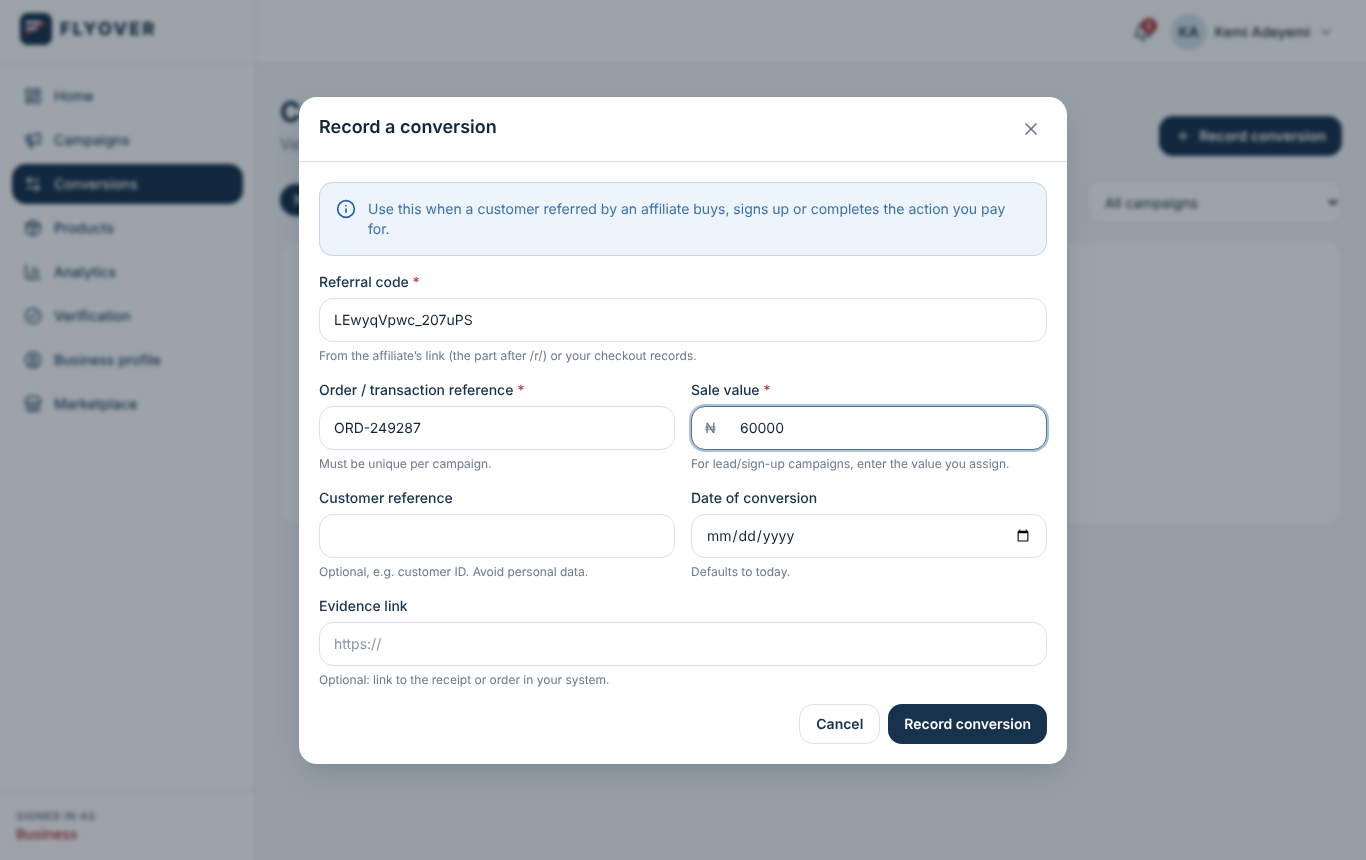 FLYOVER
KA
Kemi Adeyemi
Home
Campaigns
Conversions
Products
Analytics
Verification
Business profile
Marketplace
+ Record conversion
All campaigns
Record a conversion
Use this when a customer referred by an affiliate buys, signs up or completes the action you pay
for.
Referral code *
LEwyqVpwc_207uPS
From the affiliate's link (the part after /r/) or your checkout records.
Order / transaction reference *
Sale value *
ORD-249287
₦ 60000
Must be unique per campaign.
For lead/sign-up campaigns, enter the value you assign.
Customer reference
Date of conversion
mm/dd/yyyy
Optional, e.g. customer ID. Avoid personal data.
Defaults to today.
Evidence link
https://
Optional: link to the receipt or order in your system.
Cancel
Record conversion
SIGNED IN AS
Business